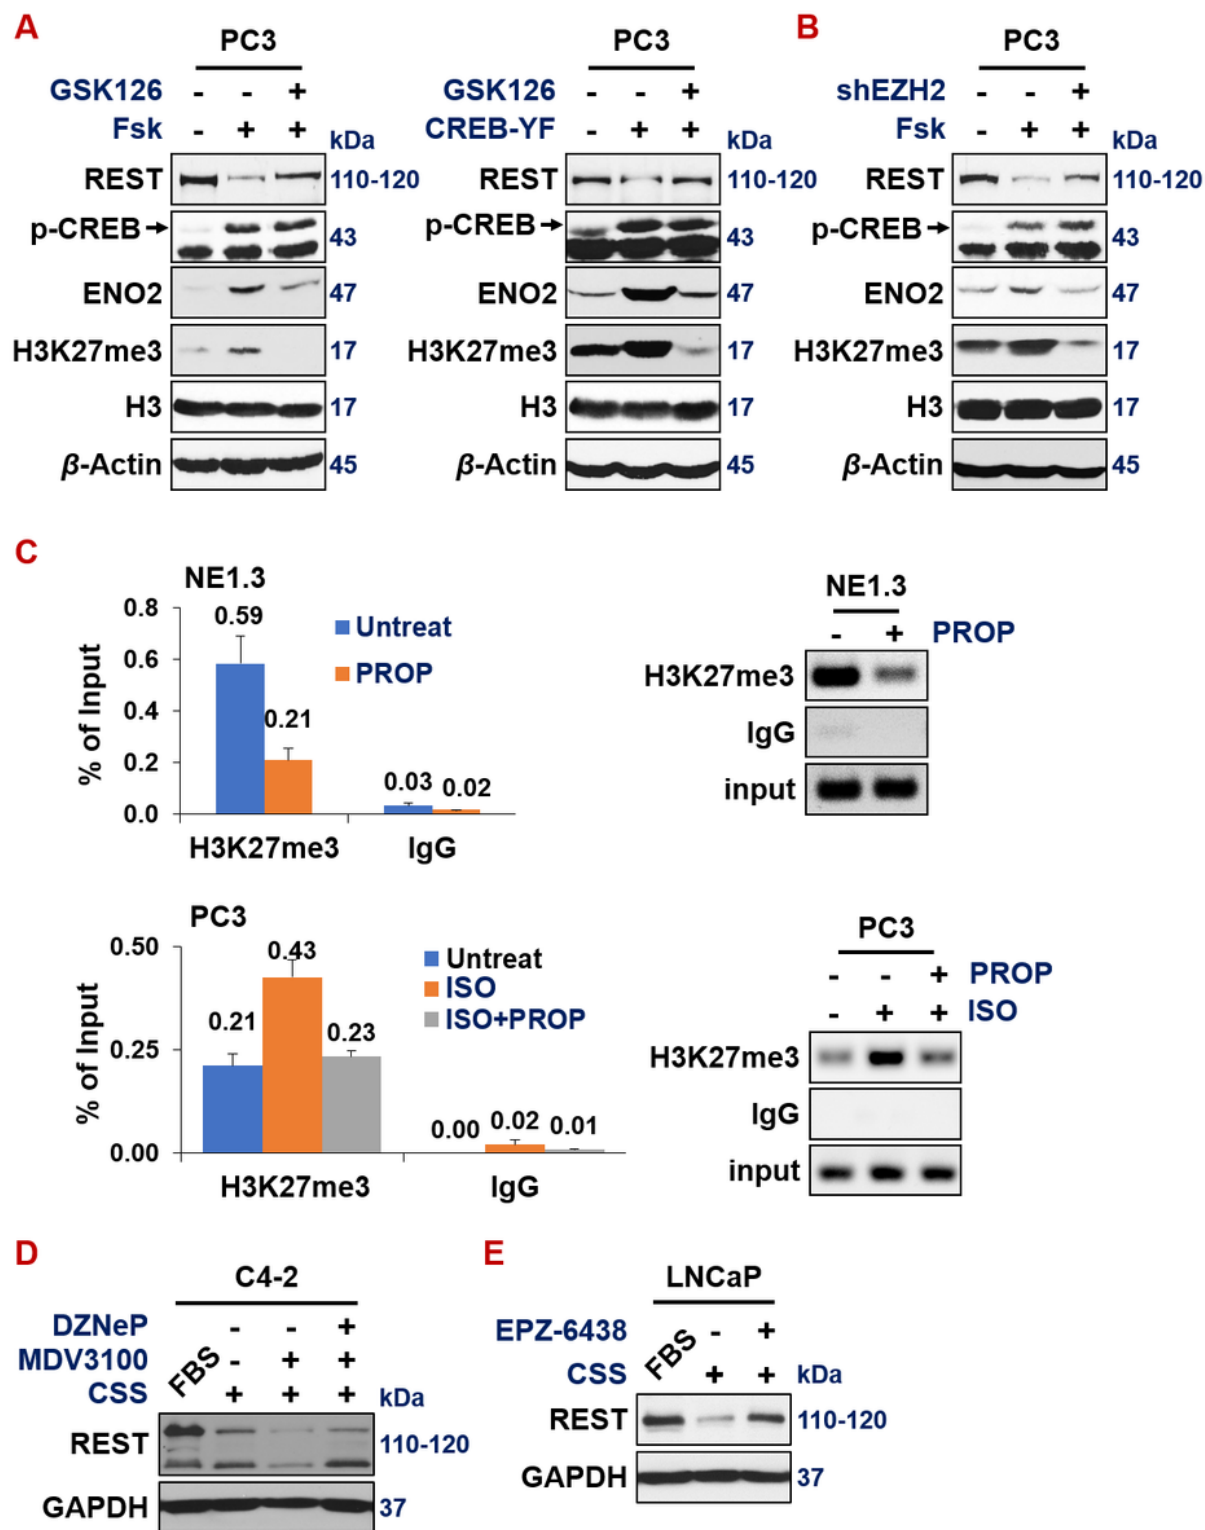 A
PC3
GSK126 - - +
Fsk - + + kDa
REST 110-120
p-CREB 43
ENO2 47
H3K27me3 17
H3 17
β-Actin 45
PC3
GSK126 - - +
CREB-YF - + + kDa
REST 110-120
p-CREB 43
ENO2 47
H3K27me3 17
H3 17
β-Actin 45
B
PC3
shEZH2 - - +
Fsk - + + kDa
REST 110-120
p-CREB 43
ENO2 47
H3K27me3 17
H3 17
β-Actin 45
C
NE1.3
% of Input
0.8
0.6
0.4
0.2
0.0
0.59
0.21
0.03 0.02
Untreat
PROP
H3K27me3 IgG
NE1.3
- + PROP
H3K27me3
IgG
input
PC3
% of Input
0.50
0.25
0.00
0.21
0.43
0.23
0.00 0.02 0.01
Untreat
ISO
ISO+PROP
H3K27me3 IgG
PC3
- - + PROP
- + + ISO
H3K27me3
IgG
input
D
C4-2
DZNeP - - +
MDV3100 - + +
CSS FBS + + + kDa
REST 110-120
GAPDH 37
E
LNCaP
EPZ-6438 - +
CSS FBS + + kDa
REST 110-120
GAPDH 37